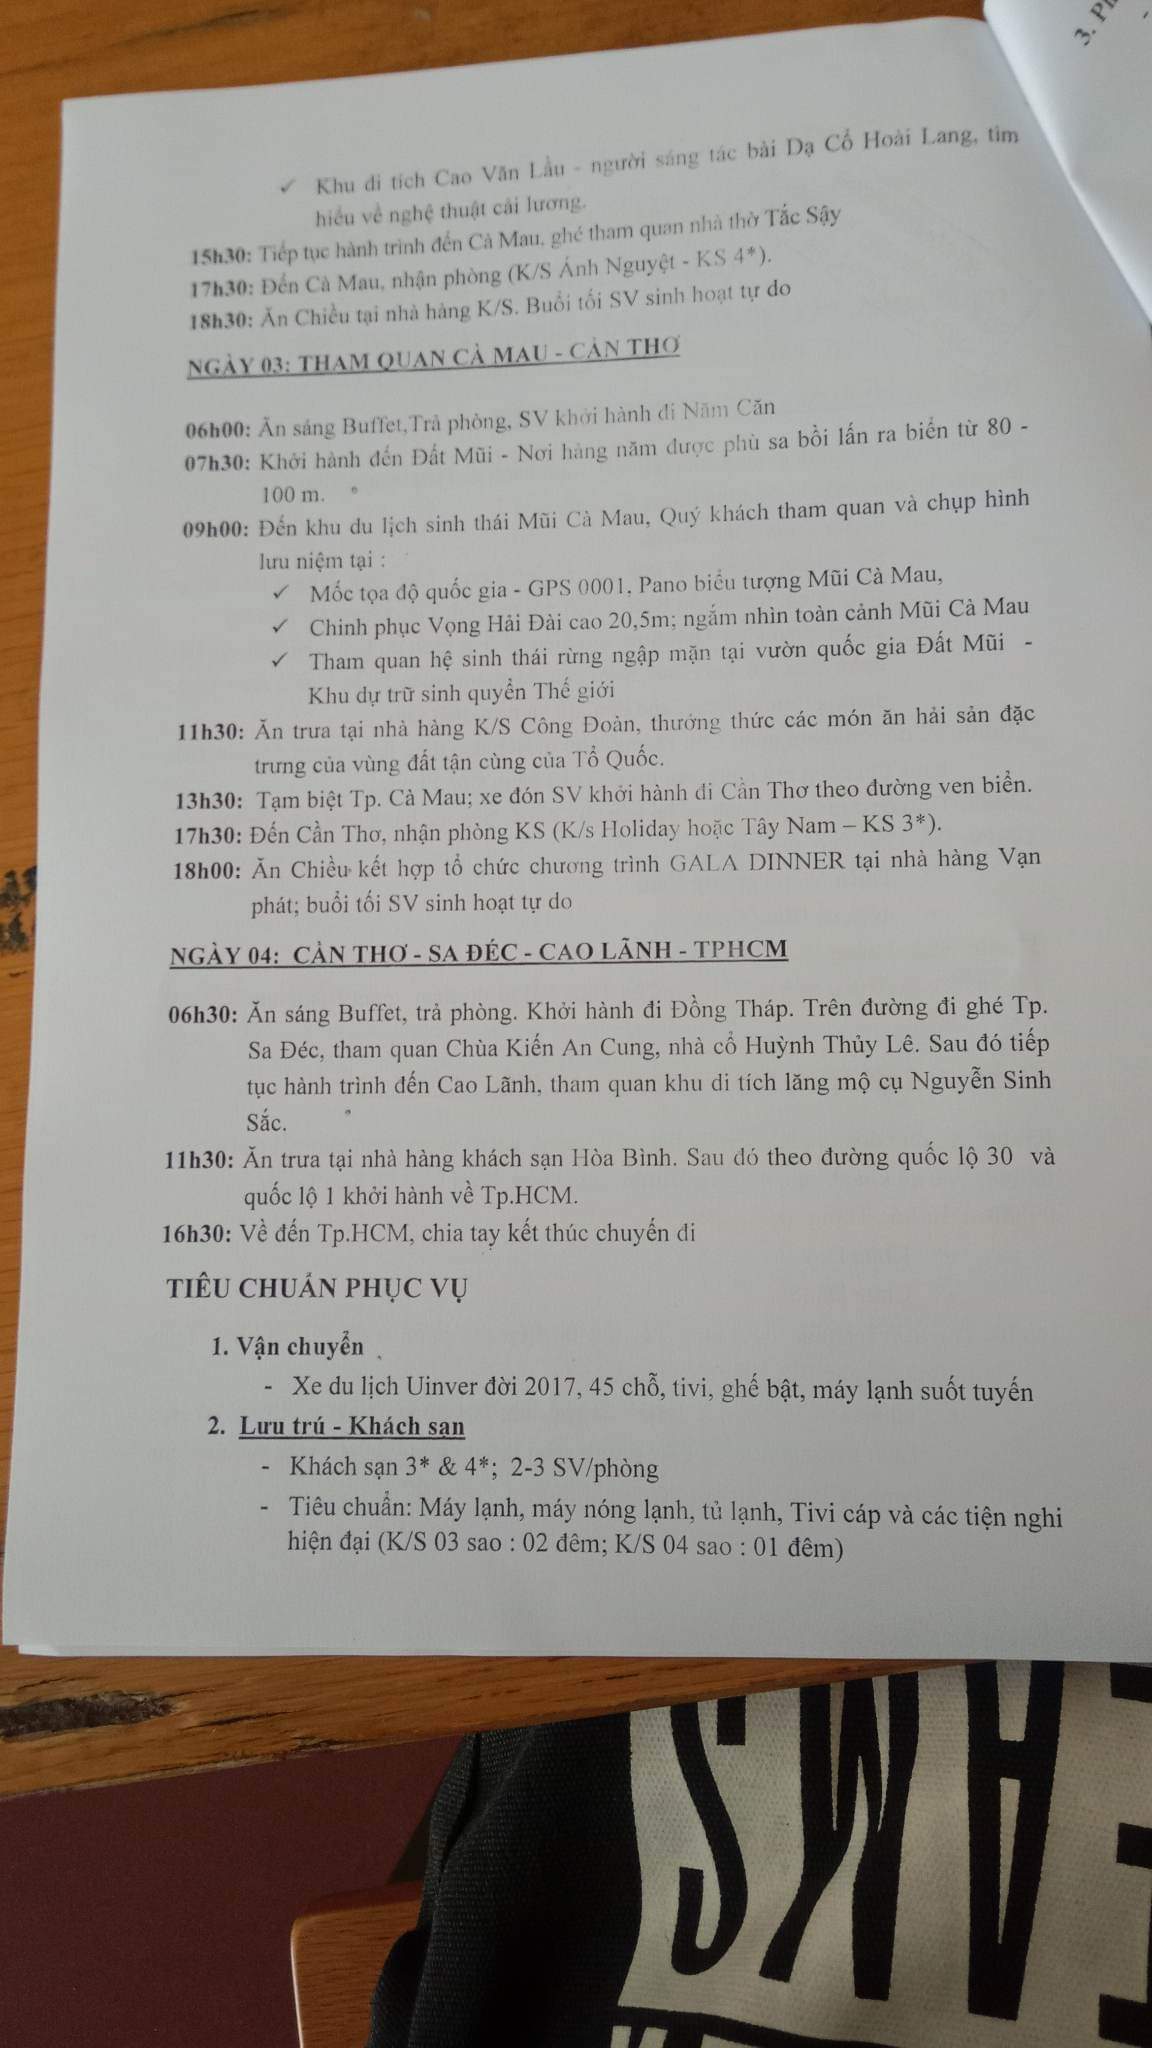 3. Ph
✓ Khu di tích Cao Văn Lầu - người sáng tác bài Dạ Cổ Hoài Lang, tìm
hiểu về nghệ thuật cải lương.
15h30: Tiếp tục hành trình đến Cà Mau, ghé tham quan nhà thờ Tắc Sậy
17h30: Đến Cà Mau, nhận phòng (K/S Ánh Nguyệt - KS 4*).
18h30: Ăn Chiều tại nhà hàng K/S. Buổi tối SV sinh hoạt tự do
NGÀY 03: THAM QUAN CÀ MAU - CẦN THƠ
06h00: Ăn sáng Buffet,Trả phòng, SV khởi hành đi Năm Căn
07h30: Khởi hành đến Đất Mũi - Nơi hàng năm được phù sa bồi lấn ra biển từ 80 -
100 m.
09h00: Đến khu du lịch sinh thái Mũi Cà Mau, Quý khách tham quan và chụp hình
lưu niệm tại :
✓ Mốc tọa độ quốc gia - GPS 0001, Pano biểu tượng Mũi Cà Mau,
✓ Chinh phục Vọng Hải Đài cao 20,5m; ngắm nhìn toàn cảnh Mũi Cà Mau
✓ Tham quan hệ sinh thái rừng ngập mặn tại vườn quốc gia Đất Mũi -
Khu dự trữ sinh quyển Thế giới
11h30: Ăn trưa tại nhà hàng K/S Công Đoàn, thưởng thức các món ăn hải sản đặc
trưng của vùng đất tận cùng của Tổ Quốc.
13h30: Tạm biệt Tp. Cà Mau; xe đón SV khởi hành đi Cần Thơ theo đường ven biển.
17h30: Đến Cần Thơ, nhận phòng KS (K/s Holiday hoặc Tây Nam – KS 3*).
18h00: Ăn Chiều kết hợp tổ chức chương trình GALA DINNER tại nhà hàng Vạn
phát; buổi tối SV sinh hoạt tự do
NGÀY 04: CẦN THƠ - SA ĐÉC - CAO LÃNH - TPHCM
06h30: Ăn sáng Buffet, trả phòng. Khởi hành đi Đồng Tháp. Trên đường đi ghé Tp.
Sa Đéc, tham quan Chùa Kiến An Cung, nhà cổ Huỳnh Thủy Lê. Sau đó tiếp
tục hành trình đến Cao Lãnh, tham quan khu di tích lăng mộ cụ Nguyễn Sinh
Sắc.
11h30: Ăn trưa tại nhà hàng khách sạn Hòa Bình. Sau đó theo đường quốc lộ 30 và
quốc lộ 1 khởi hành về Tp.HCM.
16h30: Về đến Tp.HCM, chia tay kết thúc chuyến đi
TIÊU CHUẨN PHỤC VỤ
1. Vận chuyển
- Xe du lịch Uinver đời 2017, 45 chỗ, tivi, ghế bật, máy lạnh suốt tuyến
2. Lưu trú - Khách sạn
- Khách sạn 3* & 4*; 2-3 SV/phòng
- Tiêu chuẩn: Máy lạnh, máy nóng lạnh, tủ lạnh, Tivi cáp và các tiện nghi
hiện đại (K/S 03 sao : 02 đêm; K/S 04 sao : 01 đêm)